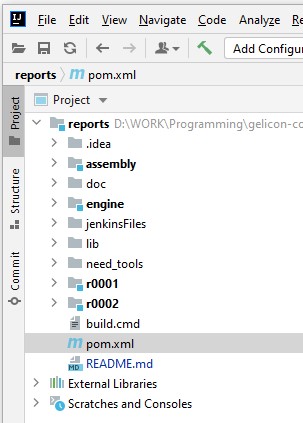 IJ File Edit View Navigate Code Analyze R
Add Configur
reports pom.xml
Project
Project
reports D:\WORK\Programming\gelicon-co
.idea
assembly
doc
engine
jenkinsFiles
Structure
lib
need_tools
r0001
Commit
r0002
build.cmd
pom.xml
README.md
External Libraries
Scratches and Consoles